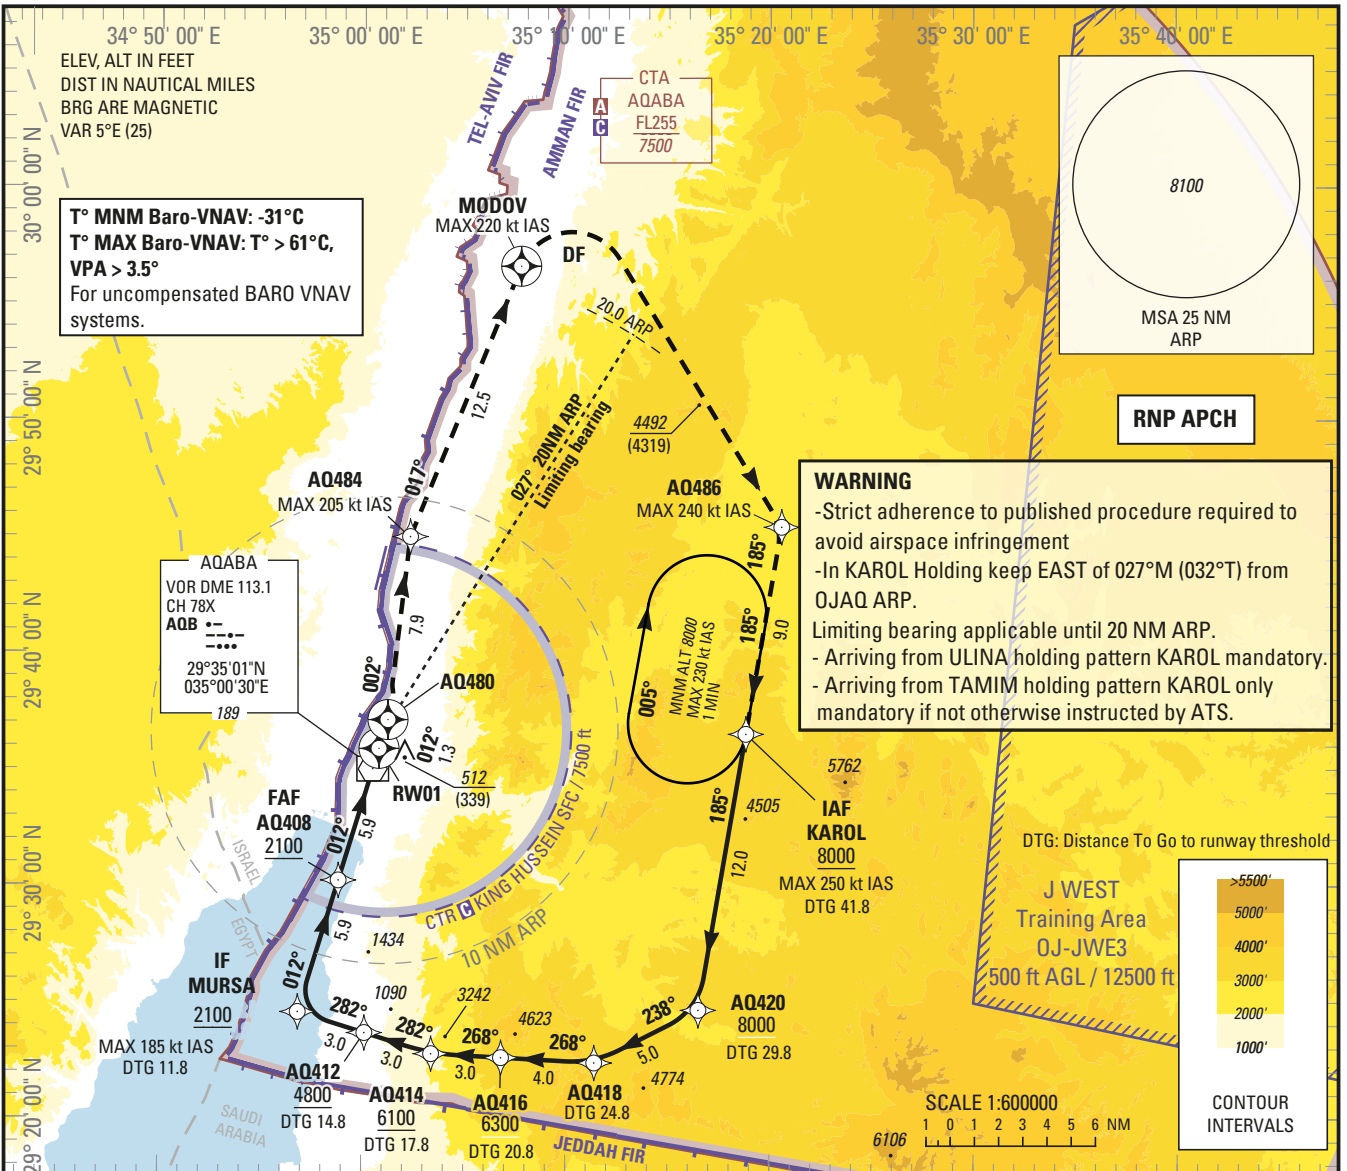 34° 50' 00" E
35° 00' 00" E
35° 10' 00" E
35° 20' 00" E
35° 30' 00" E
35° 40' 00" E
ELEV, ALT IN FEET
DIST IN NAUTICAL MILES
BRG ARE MAGNETIC
VAR 5°E (25)
TEL-AVIV FIR
AMMAN FIR
CTA
AQABA
A
C
FL255
7500
8100
MSA 25 NM
ARP
30° 00' 00" N
T° MNM Baro-VNAV: -31°C
T° MAX Baro-VNAV: T° > 61°C,
VPA > 3.5°
For uncompensated BARO VNAV
systems.
MODOV
MAX 220 kt IAS
DF
20.0 ARP
12.5
027° 20NM ARP
Limiting bearing
4492
(4319)
RNP APCH
29° 50' 00" N
017°
AQ484
MAX 205 kt IAS
AQ486
MAX 240 kt IAS
WARNING
-Strict adherence to published procedure required to
avoid airspace infringement
-In KAROL Holding keep EAST of 027°M (032°T) from
OJAQ ARP.
Limiting bearing applicable until 20 NM ARP.
- Arriving from ULINA holding pattern KAROL mandatory.
- Arriving from TAMIM holding pattern KAROL only
mandatory if not otherwise instructed by ATS.
AQABA
VOR DME 113.1
CH 78X
AQB
29°35'01"N
035°00'30"E
189
7.9
002°
185°
185°
9.0
005°
MNM ALT 8000
MAX 230 kt IAS
1 MIN
29° 40' 00" N
AQ480
012°
1.3
512
(339)
RW01
5762
4505
185°
12.0
IAF
KAROL
8000
MAX 250 kt IAS
DTG 41.8
FAF
AQ408
2100
012°
5.9
CTR C KING HUSSEIN SFC / 7500 ft
10 NM ARP
DTG: Distance To Go to runway threshold
29° 30' 00" N
ISRAEL
EGYPT
5.9
1434
J WEST
Training Area
OJ-JWE3
500 ft AGL / 12500 ft
>5500'
5000'
4000'
3000'
2000'
1000'
CONTOUR
INTERVALS
IF
MURSA
2100
MAX 185 kt IAS
DTG 11.8
012°
282°
3.0
1090
282°
3.0
3242
268°
3.0
4623
268°
4.0
238°
5.0
4774
AQ420
8000
DTG 29.8
AQ412
4800
DTG 14.8
AQ414
6100
DTG 17.8
AQ416
6300
DTG 20.8
AQ418
DTG 24.8
SAUDI
ARABIA
JEDDAH FIR
29° 20' 00" N
6106
SCALE 1:600000
1 0 1 2 3 4 5 6 NM